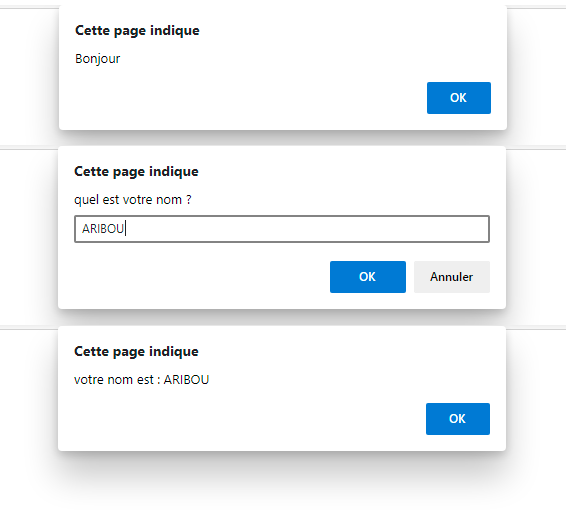 Cette page indique
Bonjour
OK
Cette page indique
quel est votre nom ?
ARIBOU
OK Annuler
Cette page indique
votre nom est : ARIBOU
OK